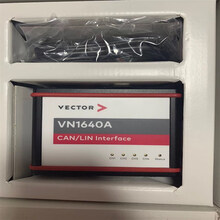 VECTOR
VN1640A
CAN/LIN Interface